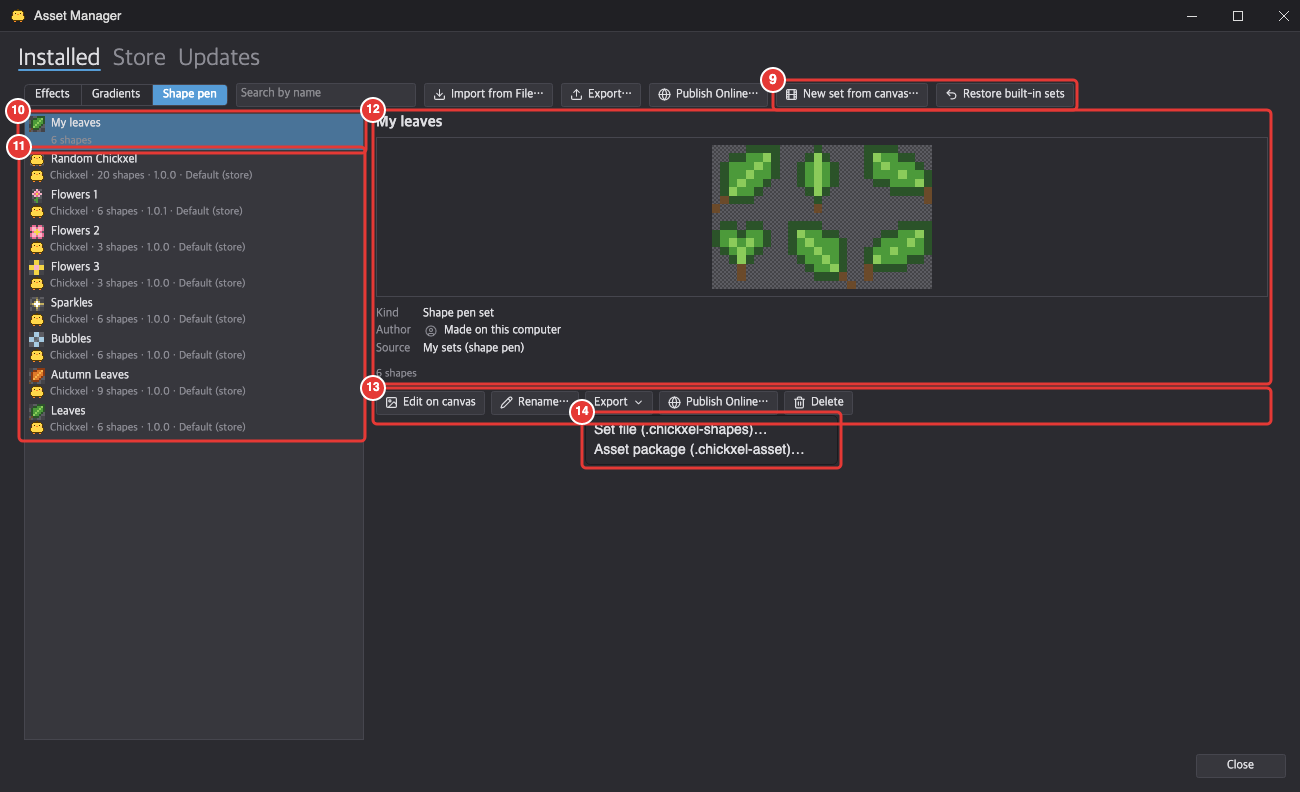 Asset Manager
Installed Store Updates
Effects Gradients Shape pen Search by name Import from File··· Export··· Publish Online··· 9 New set from canvas··· Restore built-in sets
10
My leaves
6 shapes
11
Random Chickxel
Chickxel · 20 shapes · 1.0.0 · Default (store)
Flowers 1
Chickxel · 6 shapes · 1.0.1 · Default (store)
Flowers 2
Chickxel · 3 shapes · 1.0.0 · Default (store)
Flowers 3
Chickxel · 3 shapes · 1.0.0 · Default (store)
Sparkles
Chickxel · 6 shapes · 1.0.0 · Default (store)
Bubbles
Chickxel · 6 shapes · 1.0.0 · Default (store)
Autumn Leaves
Chickxel · 9 shapes · 1.0.0 · Default (store)
Leaves
Chickxel · 6 shapes · 1.0.0 · Default (store)
12
My leaves
Kind Shape pen set
Author Made on this computer
Source My sets (shape pen)
6 shapes
13
Edit on canvas Rename··· Export Publish Online··· Delete
14
Set file (.chickxel-shapes)...
Asset package (.chickxel-asset)...
Close